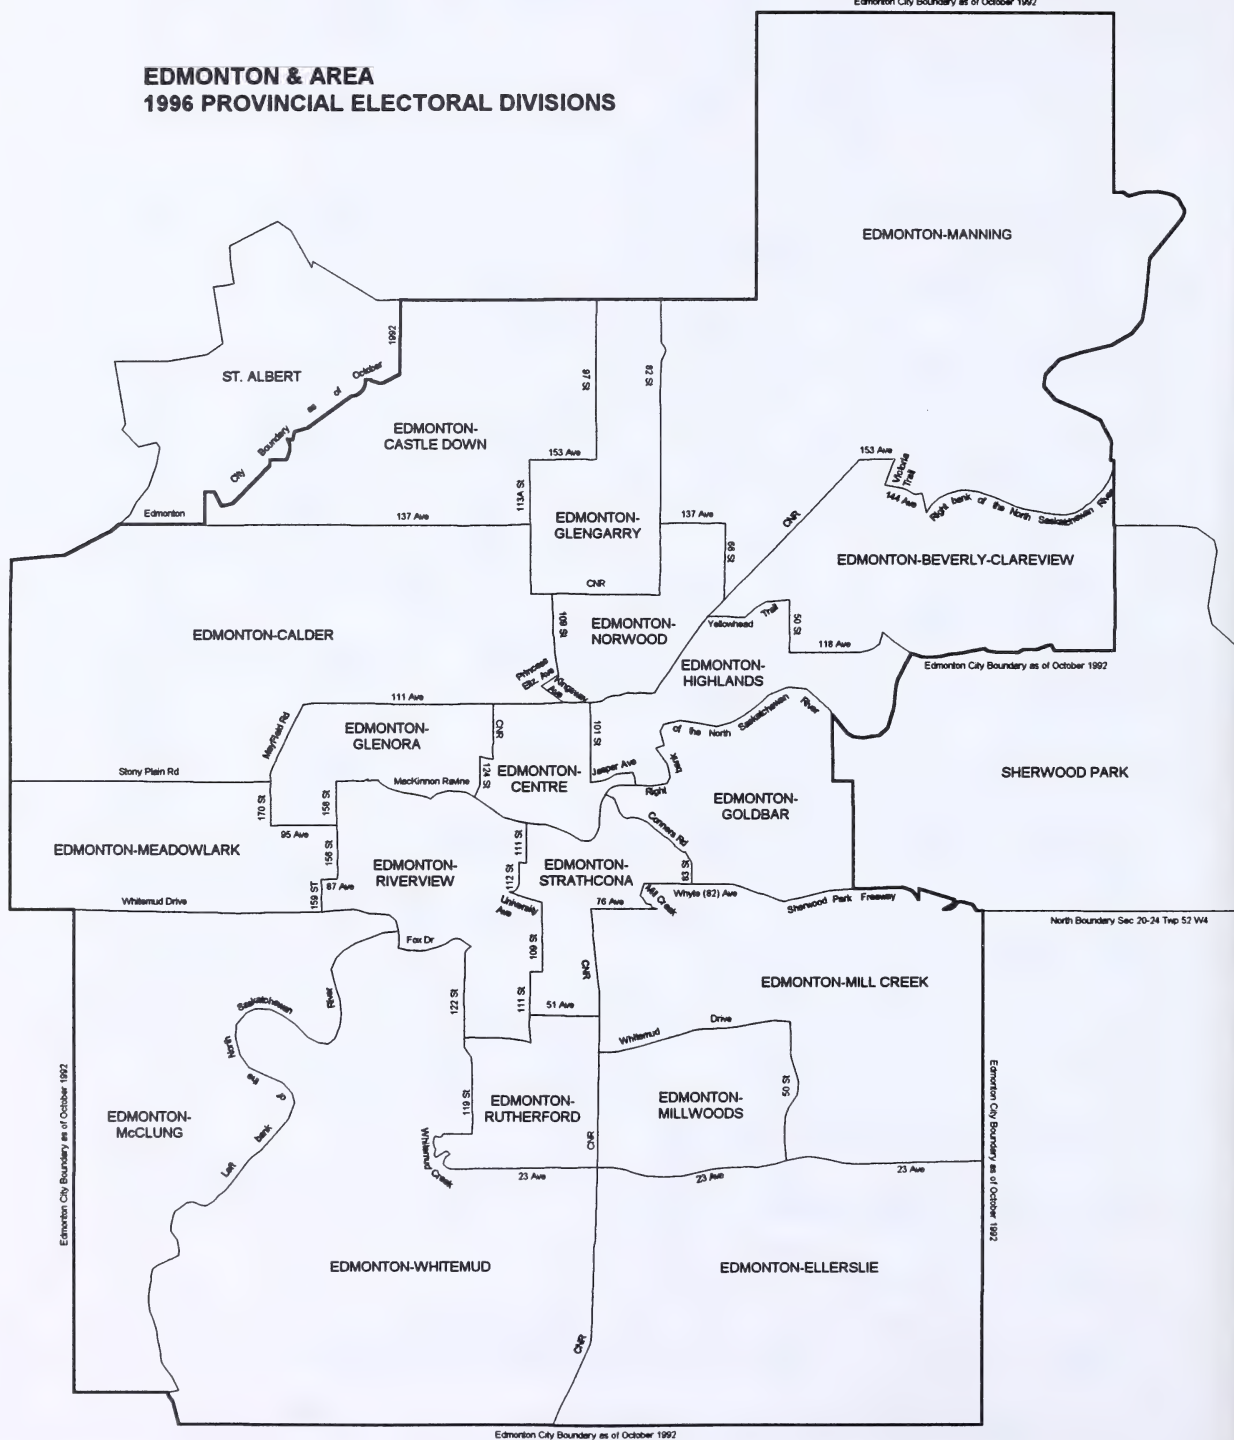 Edmonton City Boundary as of October 1992
EDMONTON & AREA
1996 PROVINCIAL ELECTORAL DIVISIONS
EDMONTON-MANNING
1992
ST. ALBERT
City Boundary as of October
97 St
82 St
EDMONTON-
CASTLE DOWN
153 Ave
153 Ave
Victoria
Trail
113A St
144 Ave
Right bank of the North Saskatchewan River
Edmonton
137 Ave
EDMONTON-
GLENGARRY
137 Ave
CNR
66 St
EDMONTON-BEVERLY-CLAREVIEW
CNR
EDMONTON-CALDER
109 St
EDMONTON-
NORWOOD
Yellowhead Trail
50 St
118 Ave
Princess
Eliz. Ave
Kingsway
Ave
EDMONTON-
HIGHLANDS
Edmonton City Boundary as of October 1992
111 Ave
MayField Rd
EDMONTON-
GLENORA
CNR
101 St
Right bank of the North Saskatchewan River
Stony Plain Rd
MacKinnon Ravine
124 St
EDMONTON-
CENTRE
Jasper Ave
SHERWOOD PARK
170 St
158 St
EDMONTON-
GOLDBAR
95 Ave
Connors Rd
EDMONTON-MEADOWLARK
156 St
EDMONTON-
RIVERVIEW
111 St
112 St
EDMONTON-
STRATHCONA
83 St
159 ST
87 Ave
Whitemud Drive
University
Ave
76 Ave
Mill Creek
Whyte (82) Ave
Sherwood Park Freeway
North Boundary Sec 20-24 Twp 52 W4
Fox Dr
109 St
CNR
EDMONTON-MILL CREEK
122 St
111 St
51 Ave
Left bank of the North Saskatchewan River
Whitemud Drive
50 St
EDMONTON-
McCLUNG
119 St
EDMONTON-
RUTHERFORD
EDMONTON-
MILLWOODS
CNR
Whitemud
Creek
23 Ave
23 Ave
23 Ave
Edmonton City Boundary as of October 1992
Edmonton City Boundary as of October 1992
EDMONTON-WHITEMUD
EDMONTON-ELLERSLIE
CNR
Edmonton City Boundary as of October 1992